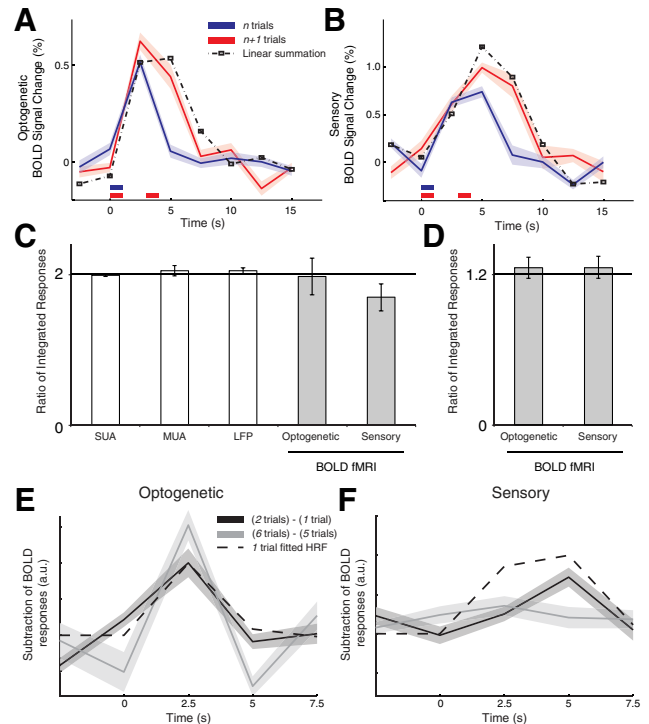 A
n trials
n+1 trials
Linear summation
B
Optogenetic
BOLD Signal Change (%)
0.5
0
0
5
10
15
Time (s)
Sensory
BOLD Signal Change (%)
1.0
0.5
0
0
5
10
15
Time (s)
C
Ratio of Integrated Responses
2
0
SUA
MUA
LFP
Optogenetic
Sensory
BOLD fMRI
D
Ratio of Integrated Responses
1.2
0
Optogenetic
Sensory
BOLD fMRI
E
Optogenetic
(2 trials) - (1 trial)
(6 trials) - (5 trials)
1 trial fitted HRF
Subtraction of BOLD
responses (a.u.)
0
2.5
5
7.5
Time (s)
F
Sensory
Subtraction of BOLD
responses (a.u.)
0
2.5
5
7.5
Time (s)